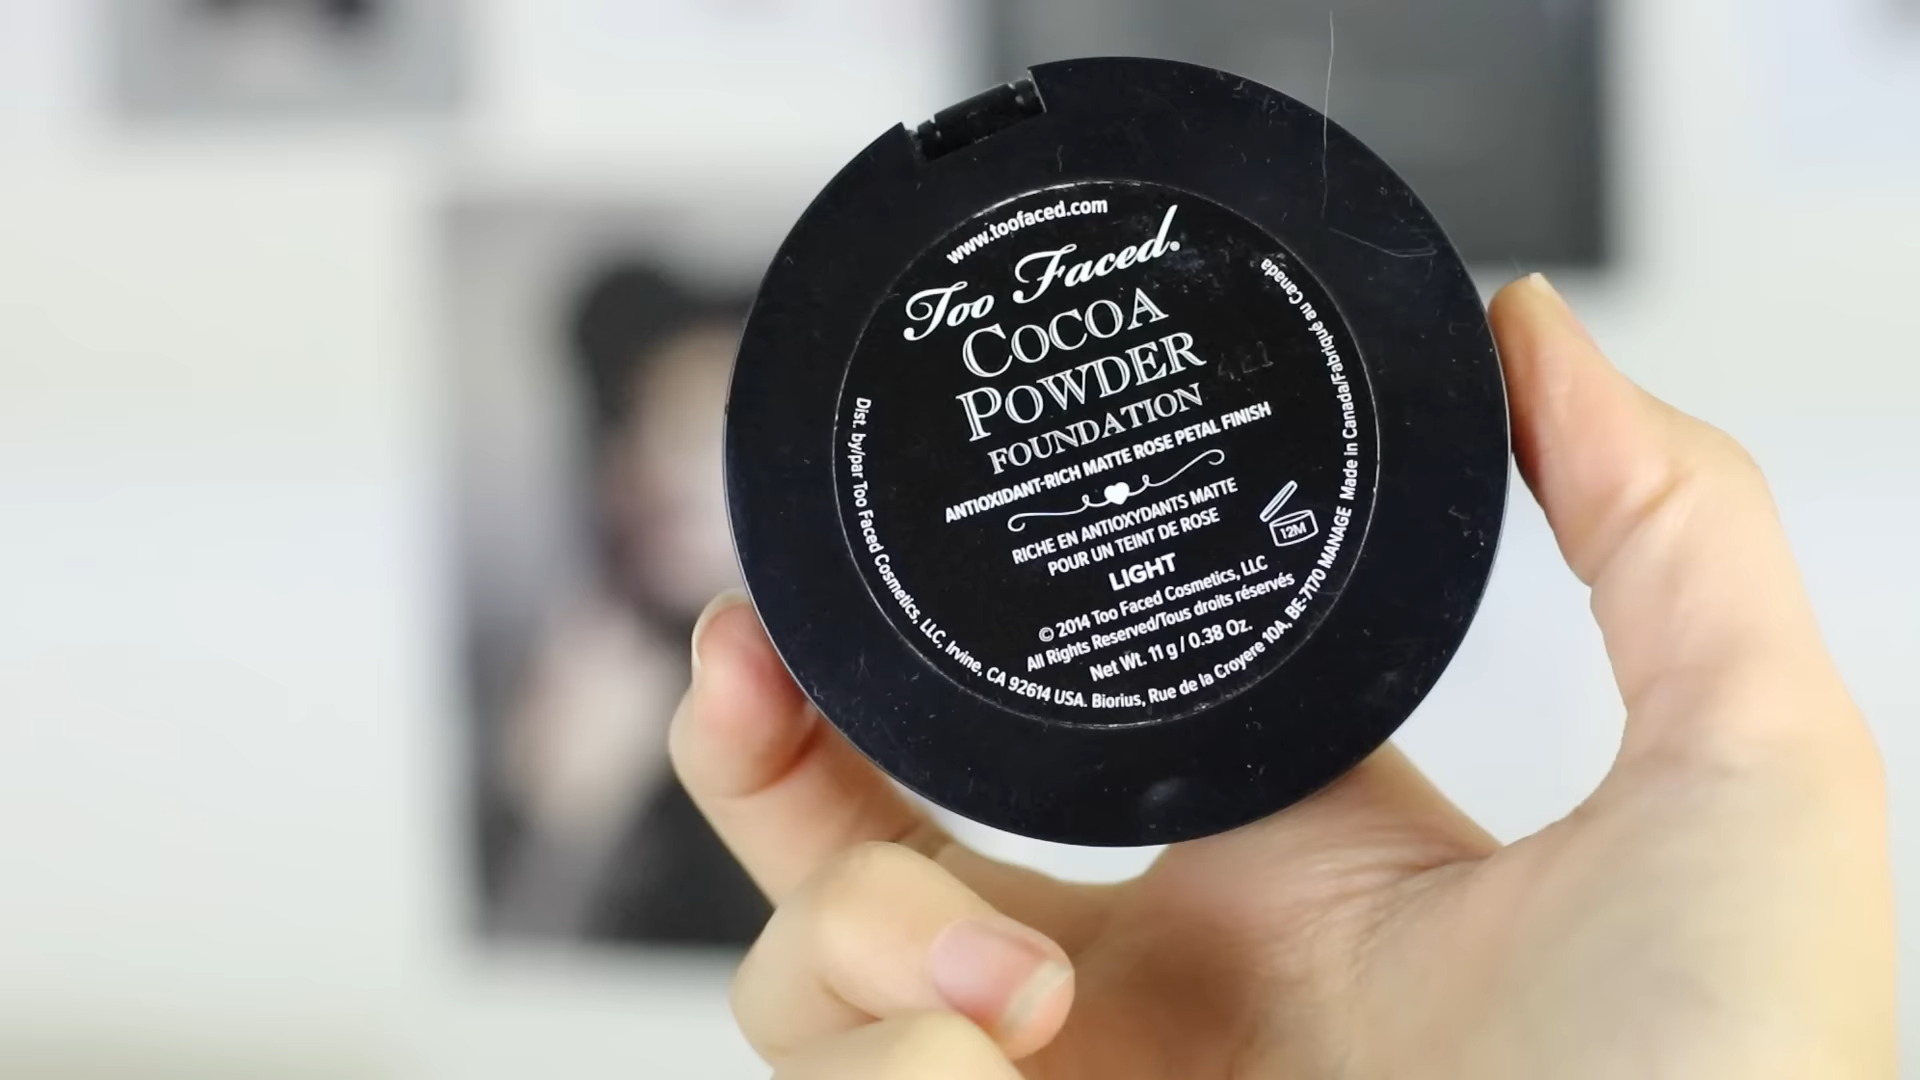 www.toofaced.com
Too Faced.
COCOA
POWDER
FOUNDATION
ANTIOXIDANT-RICH MATTE ROSE PETAL FINISH
RICHE EN ANTIOXYDANTS MATTE
POUR UN TEINT DE ROSE
12M
LIGHT
© 2014 Too Faced Cosmetics, LLC
All Rights Reserved/Tous droits réservés
Net Wt. 11 g / 0.38 Oz.
Dist. by/par Too Faced Cosmetics, LLC, Irvine, CA 92614 USA. Biorius, Rue de la Croyere 10A, BE-7170 MANAGE Made in Canada/Fabriqué au Canada